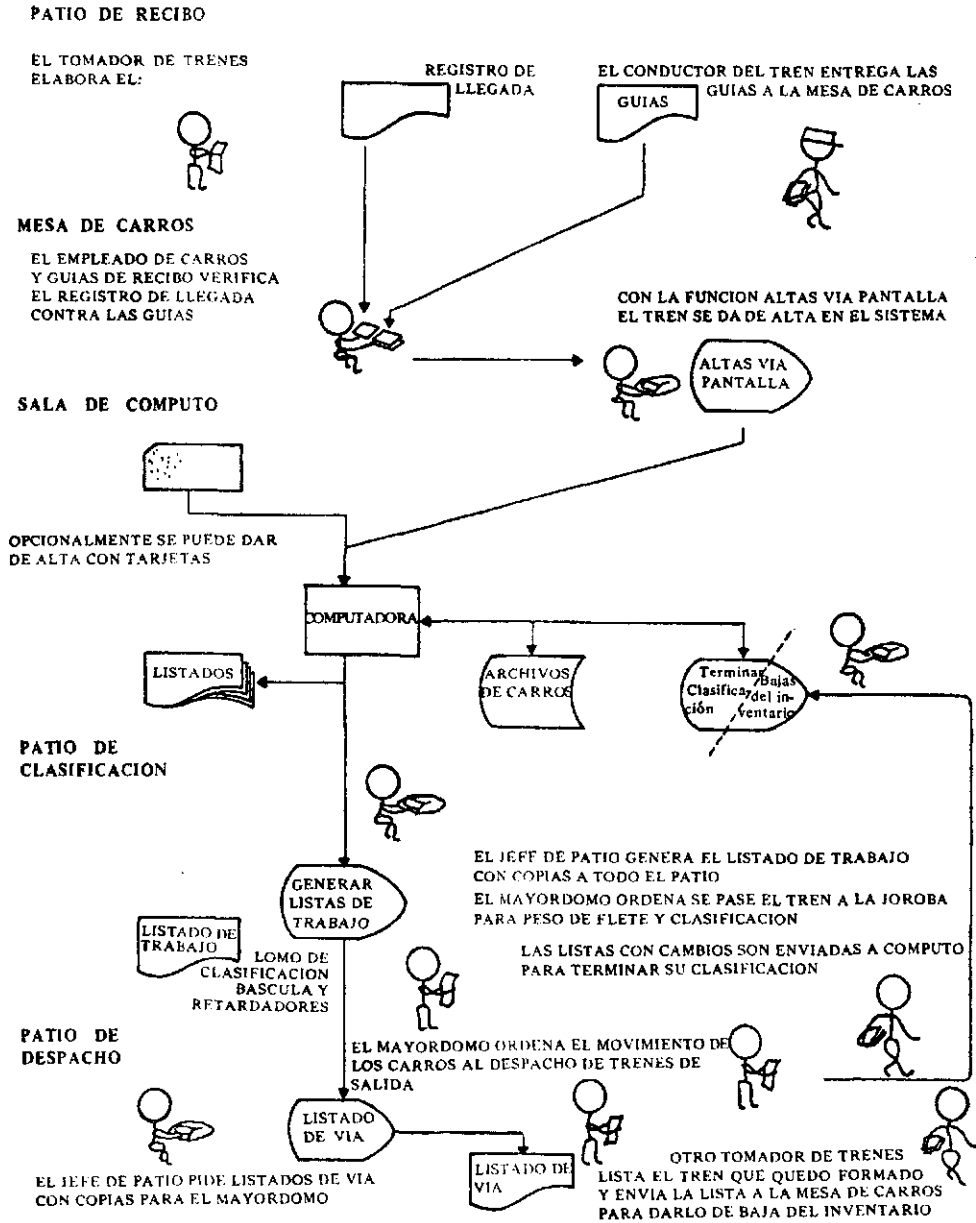 PATIO DE RECIBO
EL TOMADOR DE TRENES
ELABORA EL:
REGISTRO DE
LLEGADA
EL CONDUCTOR DEL TREN ENTREGA LAS
GUIAS A LA MESA DE CARROS
GUIAS
MESA DE CARROS
EL EMPLEADO DE CARROS
Y GUIAS DE RECIBO VERIFICA
EL REGISTRO DE LLEGADA
CONTRA LAS GUIAS
CON LA FUNCION ALTAS VIA PANTALLA
EL TREN SE DA DE ALTA EN EL SISTEMA
ALTAS VIA
PANTALLA
SALA DE COMPUTO
OPCIONALMENTE SE PUEDE DAR
DE ALTA CON TARJETAS
COMPUTADORA
LISTADOS
ARCHIVOS
DE CARROS
Terminar
Clasifica
ción
Bajas
del in-
ventario
PATIO DE
CLASIFICACION
EL JEFE DE PATIO GENERA EL LISTADO DE TRABAJO
CON COPIAS A TODO EL PATIO
EL MAYORDOMO ORDENA SE PASE EL TREN A LA JOROBA
PARA PESO DE FLETE Y CLASIFICACION
GENERAR
LISTAS DE
TRABAJO
LISTADO DE
TRABAJO
LOMO DE
CLASIFICACION
BASCULA Y
RETARDADORES
LAS LISTAS CON CAMBIOS SON ENVIADAS A COMPUTO
PARA TERMINAR SU CLASIFICACION
PATIO DE
DESPACHO
EL MAYORDOMO ORDENA EL MOVIMIENTO DE
LOS CARROS AL DESPACHO DE TRENES DE
SALIDA
LISTADO
DE VIA
EL JEFE DE PATIO PIDE LISTADOS DE VIA
CON COPIAS PARA EL MAYORDOMO
LISTADO DE
VIA
OTRO TOMADOR DE TRENES
LISTA EL TREN QUE QUEDO FORMADO
Y ENVIA LA LISTA A LA MESA DE CARROS
PARA DARLO DE BAJA DEL INVENTARIO